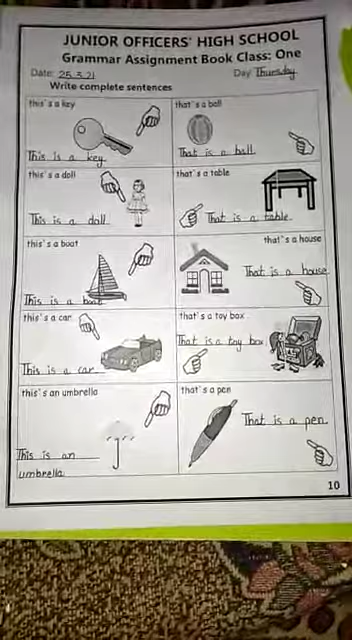 JUNIOR OFFICERS' HIGH SCHOOL
Grammar Assignment Book Class: One
Date: 25.3.21 Day Thursday
Write complete sentences
this's a key
This is a key.
that's a ball
That is a ball.
this's a doll
This is a doll.
that's a table
That is a table.
this's a boat
This is a boat.
that's a house
That is a house.
this's a car
This is a car.
that's a toy box
That is a toy box.
this's an umbrella
This is an
umbrella.
that's a pen
That is a pen.
10